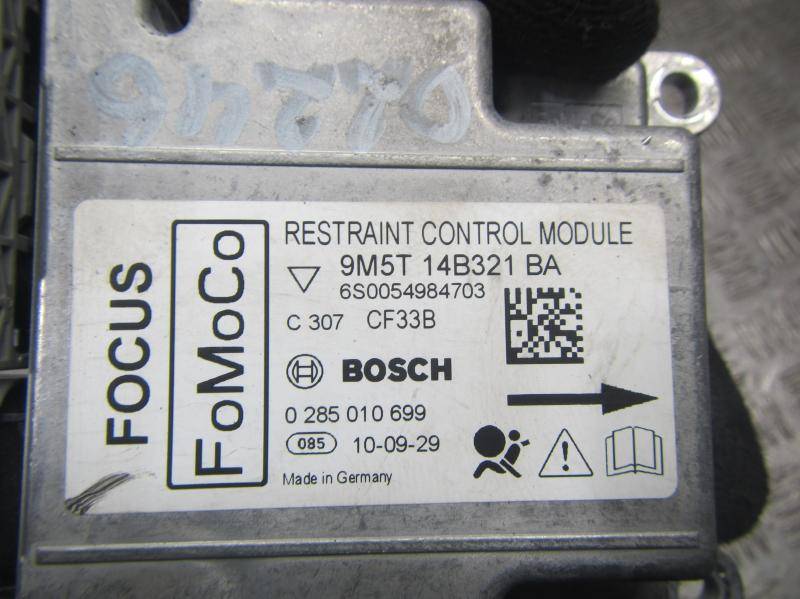 FOCUS
FoMoCo
RESTRAINT CONTROL MODULE
9M5T 14B321 BA
6S0054984703
C 307 CF33B
BOSCH
0 285 010 699
085 10-09-29
Made in Germany